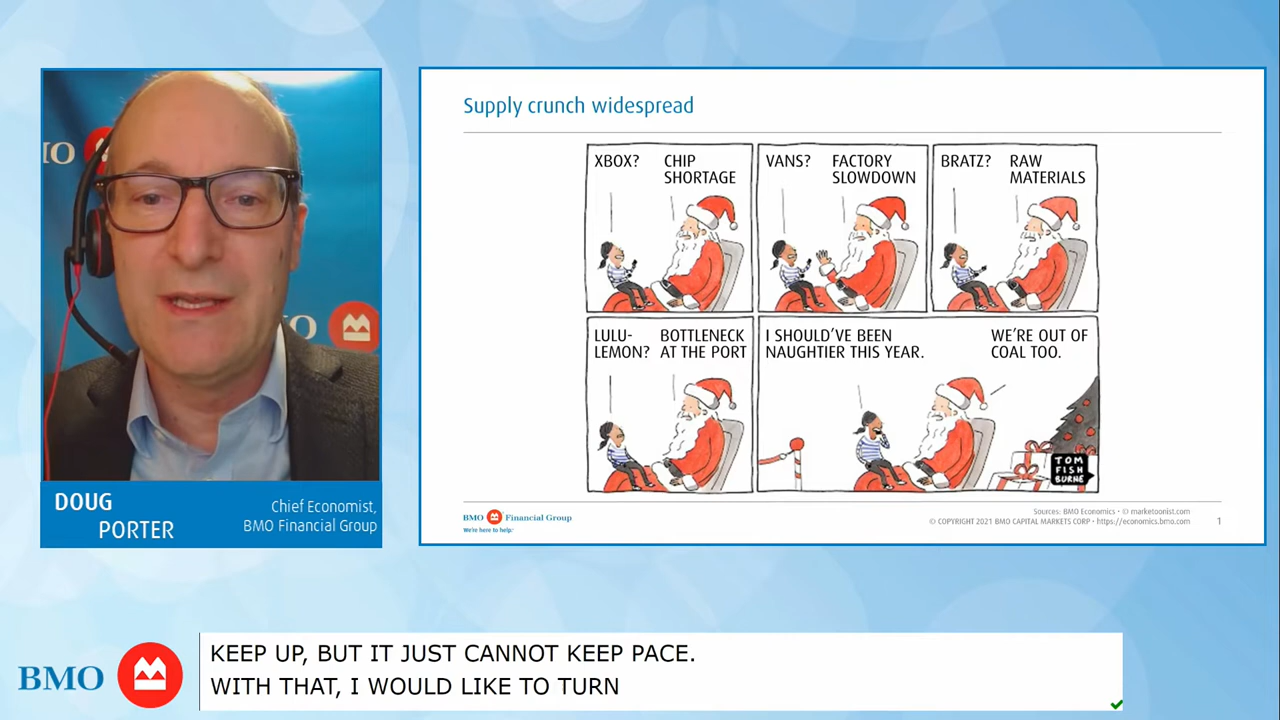 IO
IO
DOUG
PORTER
Chief Economist,
BMO Financial Group
Supply crunch widespread
XBOX?
CHIP
SHORTAGE
VANS?
FACTORY
SLOWDOWN
BRATZ?
RAW
MATERIALS
LULU-
LEMON?
BOTTLENECK
AT THE PORT
I SHOULD'VE BEEN
NAUGHTIER THIS YEAR.
WE'RE OUT OF
COAL TOO.
TOM
FISH
BURNE
BMO Financial Group
We're here to help.™
Sources: BMO Economics • © marketoonist.com
© COPYRIGHT 2021 BMO CAPITAL MARKETS CORP • https://economics.bmo.com
1
BMO
KEEP UP, BUT IT JUST CANNOT KEEP PACE.
WITH THAT, I WOULD LIKE TO TURN